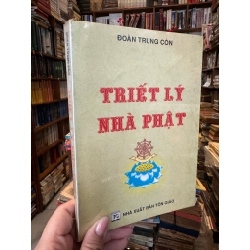 ĐOÀN TRUNG CÒN
TRIẾT LÝ
NHÀ PHẬT
NHÀ XUẤT BẢN TÔN GIÁO